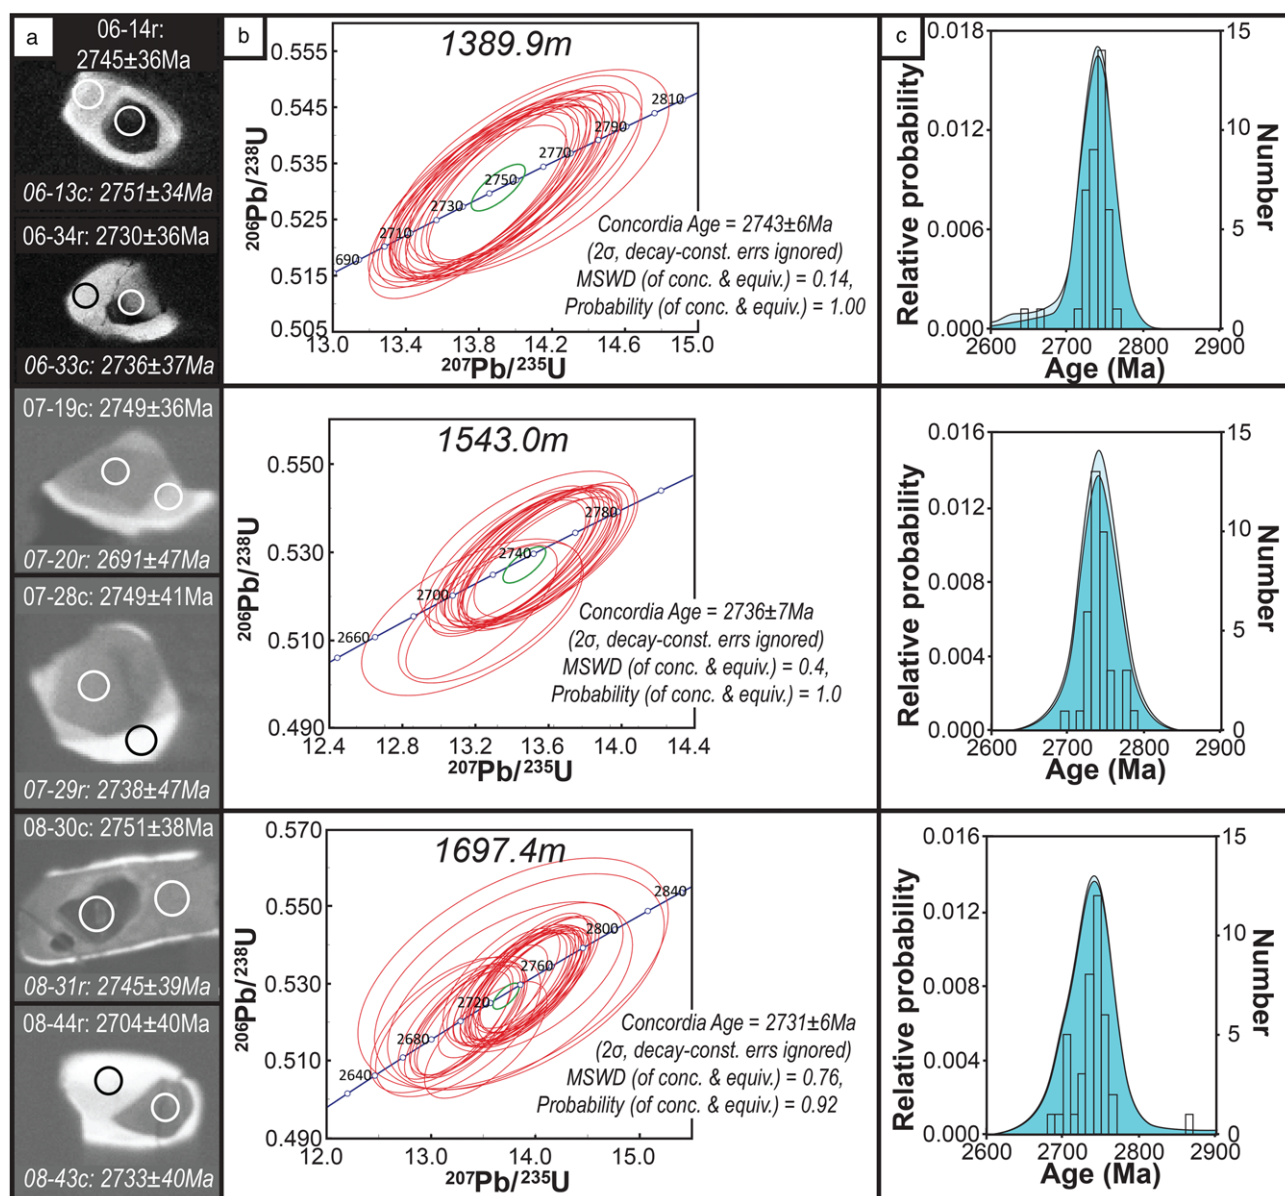 a
06-14r:
2745±36Ma
06-13c: 2751±34Ma
06-34r: 2730±36Ma
06-33c: 2736±37Ma
07-19c: 2749±36Ma
07-20r: 2691±47Ma
07-28c: 2749±41Ma
07-29r: 2738±47Ma
08-30c: 2751±38Ma
08-31r: 2745±39Ma
08-44r: 2704±40Ma
08-43c: 2733±40Ma
b
1389.9m
206Pb/238U
0.555
0.545
0.535
0.525
0.515
0.505
690
2710
2730
2750
2770
2790
2810
Concordia Age = 2743±6Ma
(2σ, decay-const. errs ignored)
MSWD (of conc. & equiv.) = 0.14,
Probability (of conc. & equiv.) = 1.00
13.0 13.4 13.8 14.2 14.6 15.0
207Pb/235U
1543.0m
206Pb/238U
0.550
0.530
0.510
0.490
2660
2700
2740
2780
Concordia Age = 2736±7Ma
(2σ, decay-const. errs ignored)
MSWD (of conc. & equiv.) = 0.4,
Probability (of conc. & equiv.) = 1.0
12.4 12.8 13.2 13.6 14.0 14.4
207Pb/235U
1697.4m
206Pb/238U
0.570
0.550
0.530
0.510
0.490
2640
2680
2720
2760
2800
2840
Concordia Age = 2731±6Ma
(2σ, decay-const. errs ignored)
MSWD (of conc. & equiv.) = 0.76,
Probability (of conc. & equiv.) = 0.92
12.0 13.0 14.0 15.0
207Pb/235U
c
Relative probability
0.018
0.012
0.006
0.000
15
10
5
0
Number
2600 2700 2800 2900
Age (Ma)
Relative probability
0.016
0.012
0.008
0.004
0.000
15
10
5
0
Number
2600 2700 2800 2900
Age (Ma)
Relative probability
0.016
0.012
0.008
0.004
0.000
15
10
5
0
Number
2600 2700 2800 2900
Age (Ma)